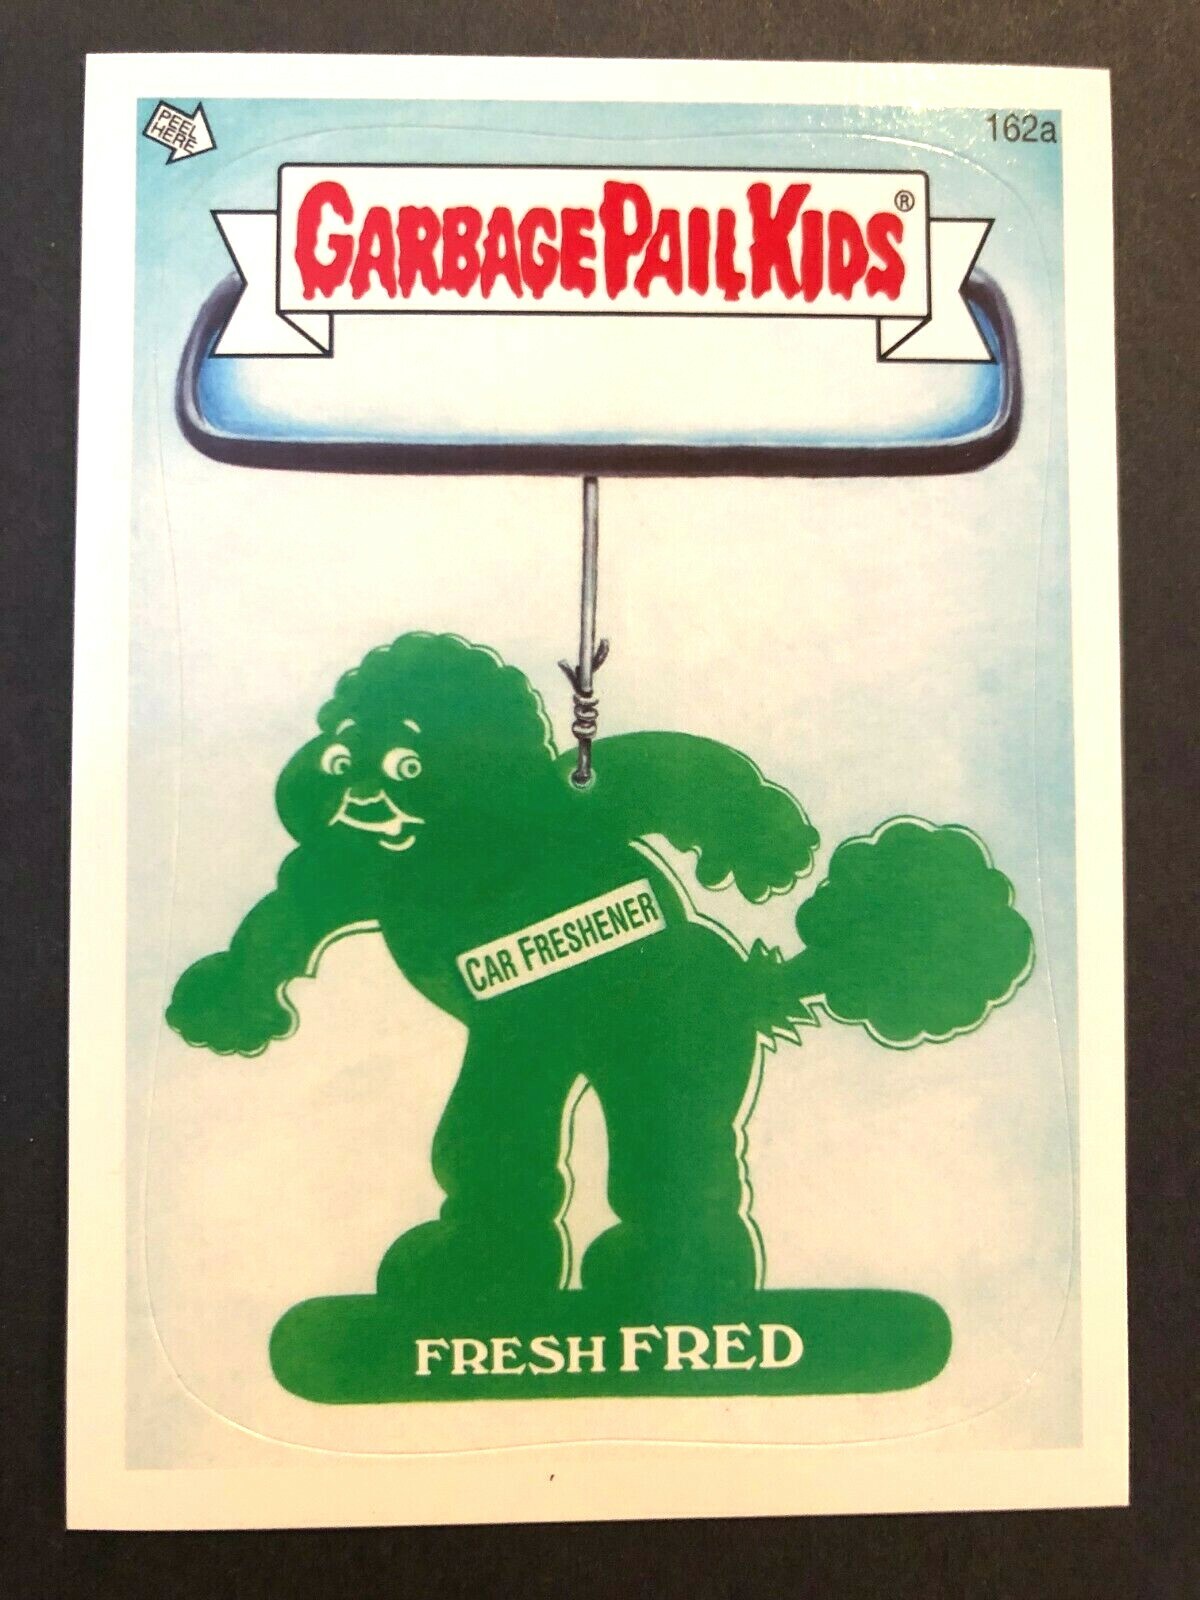 PEEL
HERE
162a
GARBAGE PAIL KIDS®
CAR FRESHENER
FRESH FRED